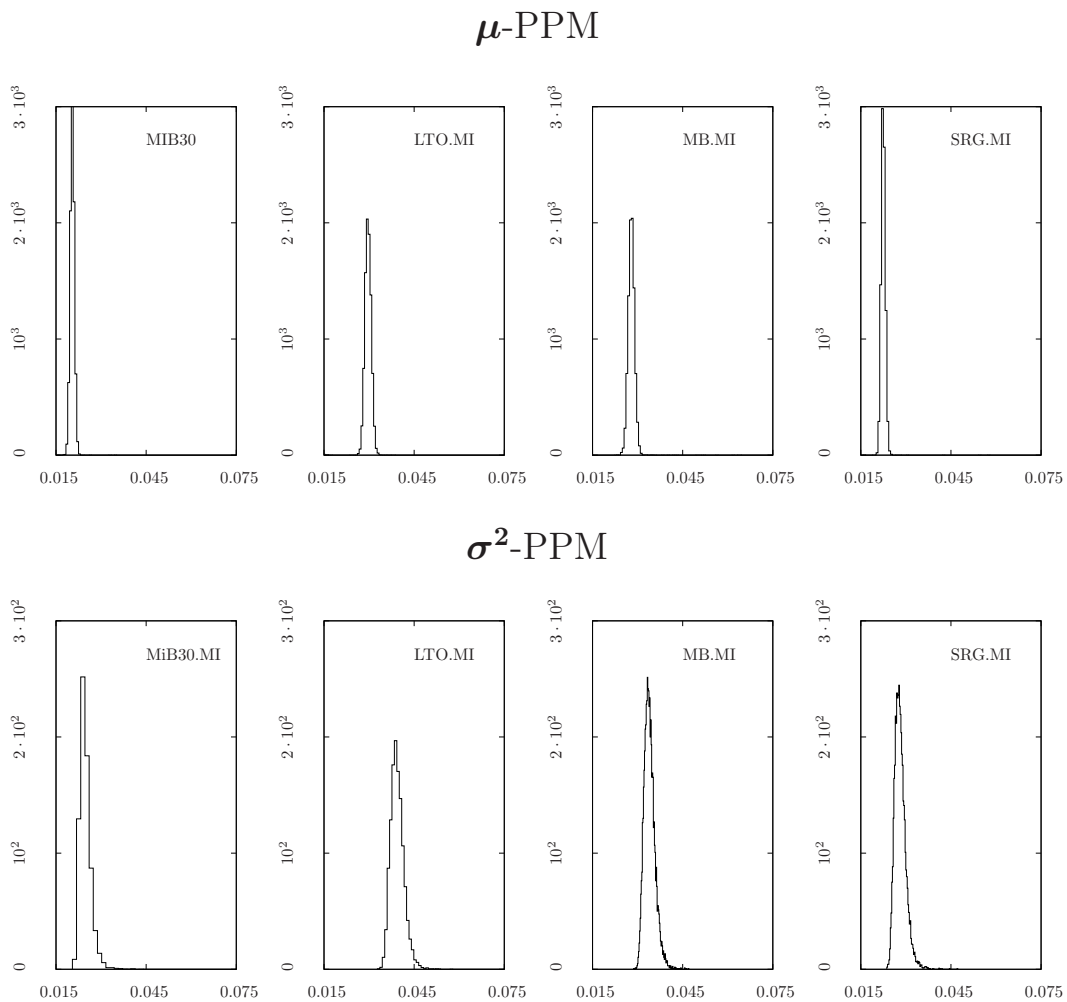 μ-PPM
3·10³ 3·10³ 3·10³ 3·10³
MIB30 LTO.MI MB.MI SRG.MI
2·10³ 2·10³ 2·10³ 2·10³
10³ 10³ 10³ 10³
0 0 0 0
0.015 0.045 0.075 0.015 0.045 0.075 0.015 0.045 0.075 0.015 0.045 0.075
σ²-PPM
3·10² 3·10² 3·10² 3·10²
MiB30.MI LTO.MI MB.MI SRG.MI
2·10² 2·10² 2·10² 2·10²
10² 10² 10² 10²
0 0 0 0
0.015 0.045 0.075 0.015 0.045 0.075 0.015 0.045 0.075 0.015 0.045 0.075